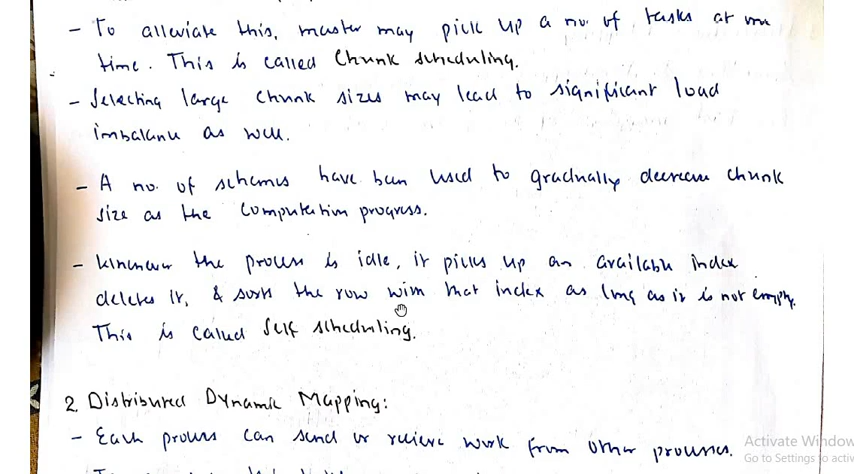 - To alleviate this, master may pick up a no. of tasks at one
time. This is called Chunk scheduling.
- Selecting large chunk sizes may lead to significant load
imbalance as well.
- A no. of schemes have been used to gradually decrease chunk
size as the computation progress.
- Whenever the process is idle, it picks up an available index
deletes it, & sorts the row with that index as long as it is not empty.
This is called Self scheduling.
2. Distributed Dynamic Mapping:
- Each process can send or recieve work from other processes.
Activate Window
Go to Settings to activ